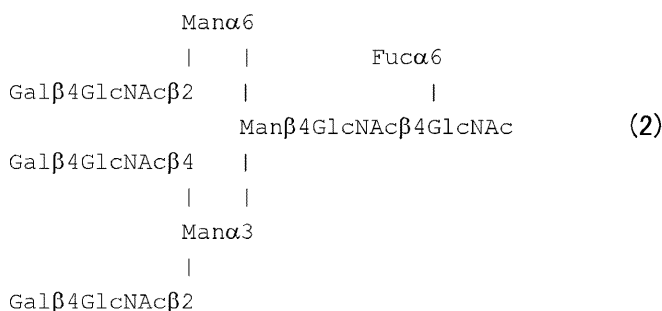 Manα6
| | Fucα6
Galβ4GlcNAcβ2 | |
Manβ4GlcNAcβ4GlcNAc (2)
Galβ4GlcNAcβ4 |
| |
Manα3
|
Galβ4GlcNAcβ2